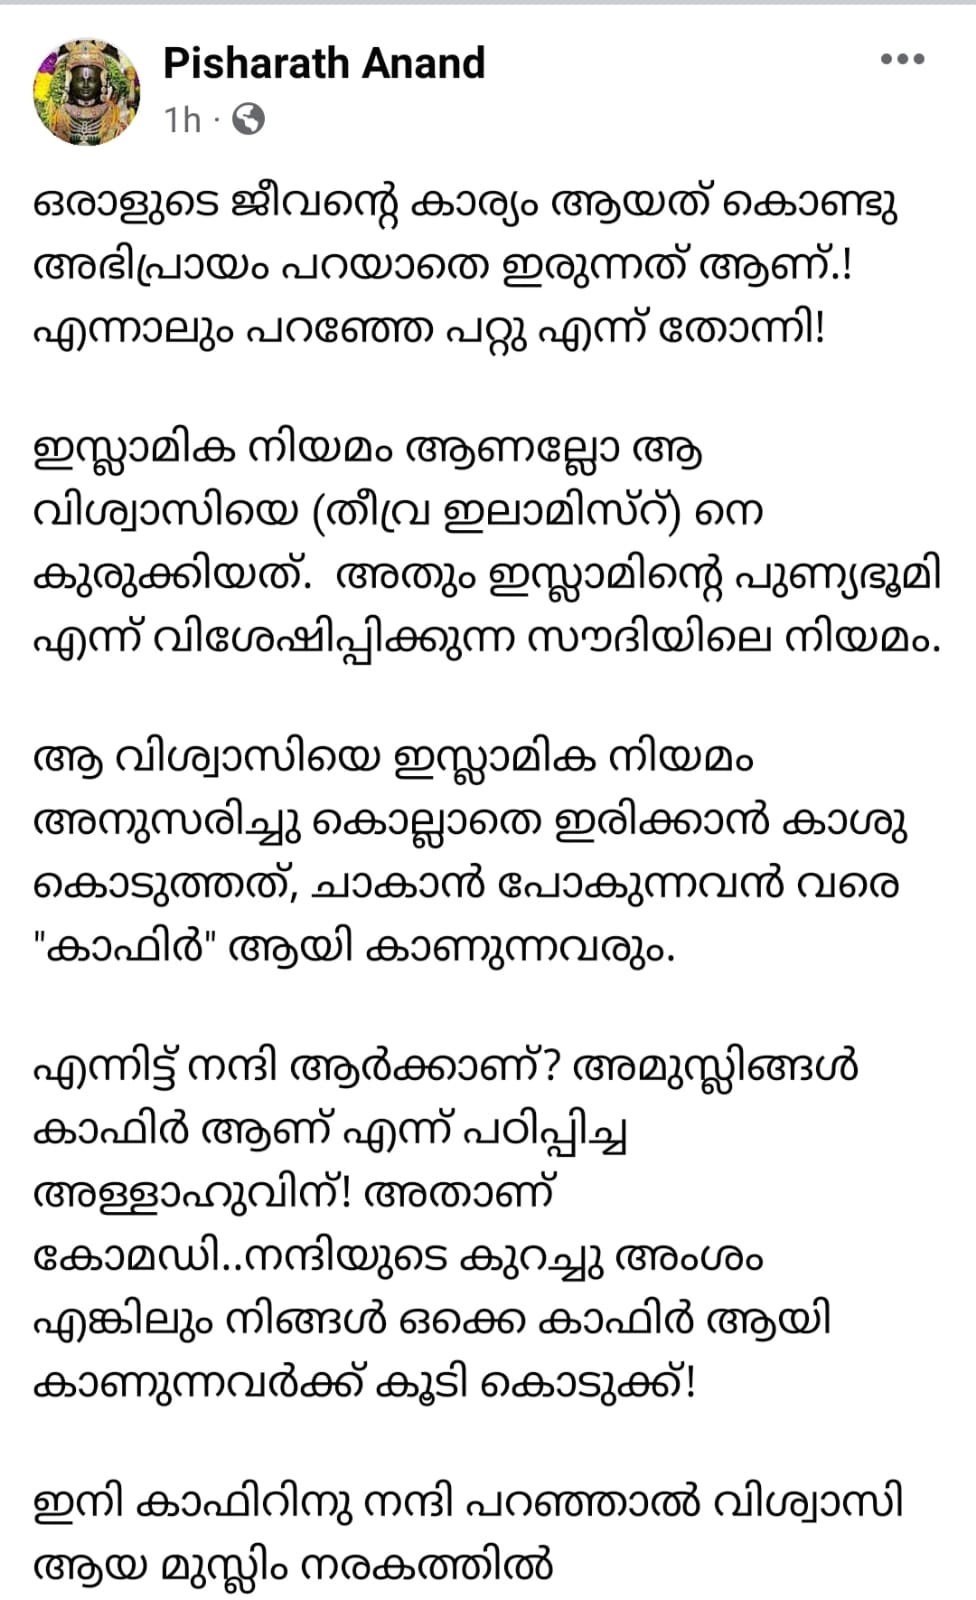 Pisharath Anand
1h ·
ഒരാളുടെ ജീവന്റെ കാര്യം ആയത് കൊണ്ടു
അഭിപ്രായം പറയാതെ ഇരുന്നത് ആണ്.!
എന്നാലും പറഞ്ഞേ പറ്റു എന്ന് തോന്നി!
ഇസ്ലാമിക നിയമം ആണല്ലോ ആ
വിശ്വാസിയെ (തീവ്ര ഇലാമിസ്റ്) നെ
കുരുക്കിയത്. അതും ഇസ്ലാമിന്റെ പുണ്യഭൂമി
എന്ന് വിശേഷിപ്പിക്കുന്ന സൗദിയിലെ നിയമം.
ആ വിശ്വാസിയെ ഇസ്ലാമിക നിയമം
അനുസരിച്ചു കൊല്ലാതെ ഇരിക്കാൻ കാശു
കൊടുത്തത്, ചാകാൻ പോകുന്നവൻ വരെ
"കാഫിർ" ആയി കാണുന്നവരും.
എന്നിട്ട് നന്ദി ആർക്കാണ്? അമുസ്ലിങ്ങൾ
കാഫിർ ആണ് എന്ന് പഠിപ്പിച്ച
അള്ളാഹുവിന്! അതാണ്
കോമഡി..നന്ദിയുടെ കുറച്ചു അംശം
എങ്കിലും നിങ്ങൾ ഒക്കെ കാഫിർ ആയി
കാണുന്നവർക്ക് കൂടി കൊടുക്ക്!
ഇനി കാഫിറിനു നന്ദി പറഞ്ഞാൽ വിശ്വാസി
ആയ മുസ്ലിം നരകത്തിൽ